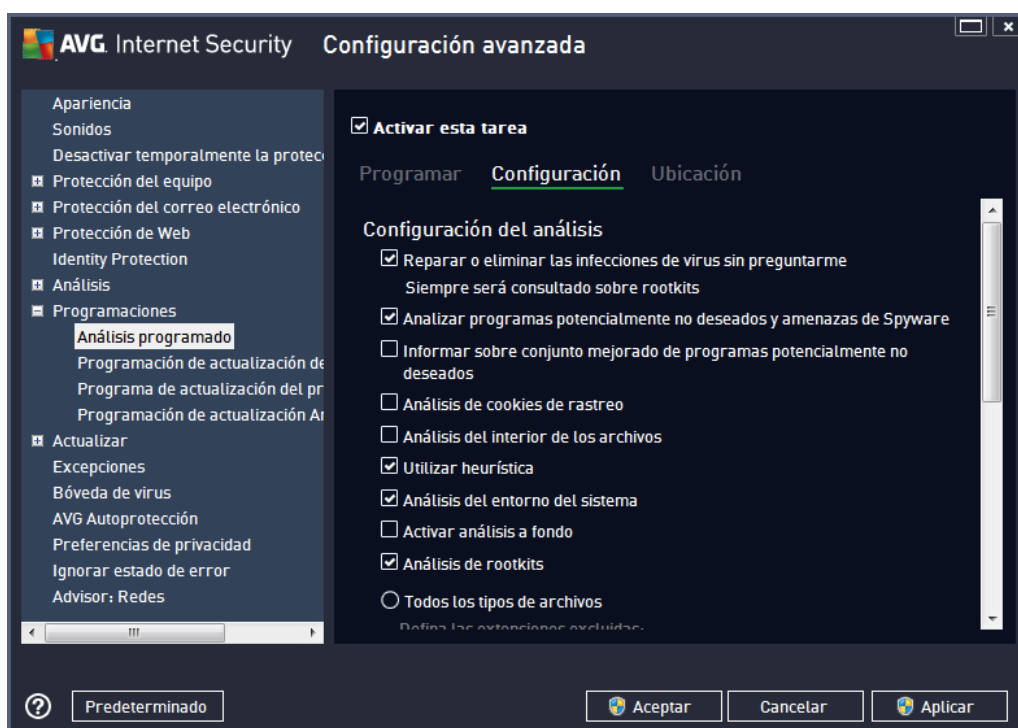 AVG. Internet Security Configuración avanzada
Apariencia
Sonidos
Desactivar temporalmente la protec
Protección del equipo
Protección del correo electrónico
Protección de Web
Identity Protection
Análisis
Programaciones
Análisis programado
Programación de actualización de
Programa de actualización del pr
Programación de actualización An
Actualizar
Excepciones
Bóveda de virus
AVG Autoprotección
Preferencias de privacidad
Ignorar estado de error
Advisor: Redes
Activar esta tarea
Programar Configuración Ubicación
Configuración del análisis
Reparar o eliminar las infecciones de virus sin preguntarme
Siempre será consultado sobre rootkits
Analizar programas potencialmente no deseados y amenazas de Spyware
Informar sobre conjunto mejorado de programas potencialmente no
deseados
Análisis de cookies de rastreo
Análisis del interior de los archivos
Utilizar heurística
Análisis del entorno del sistema
Activar análisis a fondo
Análisis de rootkits
Todos los tipos de archivos
Defina las extensiones excluidas:
? Predeterminado Aceptar Cancelar Aplicar